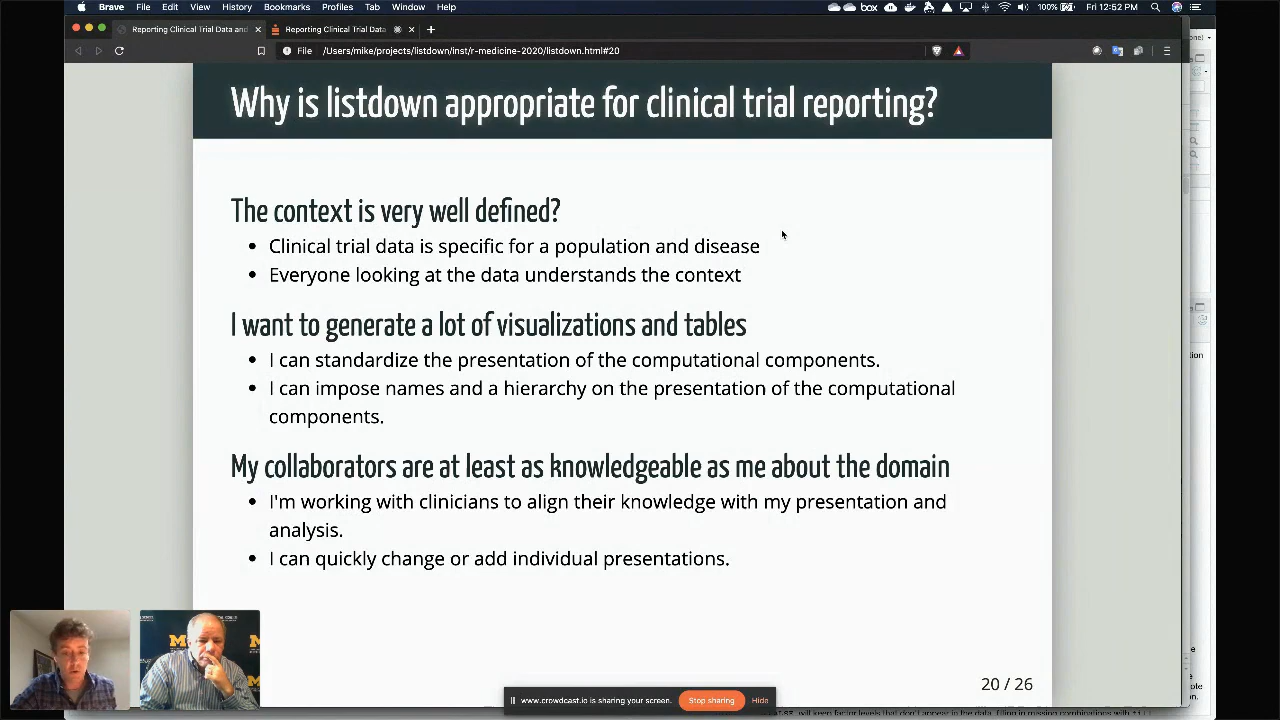 Brave File Edit View History Bookmarks Profiles Tab Window Help
box 100% Fri 12:52 PM
Reporting Clinical Trial Data and
Reporting Clinical Trial Data
File /Users/mike/projects/listdown/inst/r-medicine-2020/listdown.html#20
Why is listdown appropriate for clinical trial reporting?
The context is very well defined?
• Clinical trial data is specific for a population and disease
• Everyone looking at the data understands the context
I want to generate a lot of visualizations and tables
• I can standardize the presentation of the computational components.
• I can impose names and a hierarchy on the presentation of the computational
components.
My collaborators are at least as knowledgeable as me about the domain
• I'm working with clinicians to align their knowledge with my presentation and
analysis.
• I can quickly change or add individual presentations.
20 / 26
www.crowdcast.io is sharing your screen. Stop sharing Hide